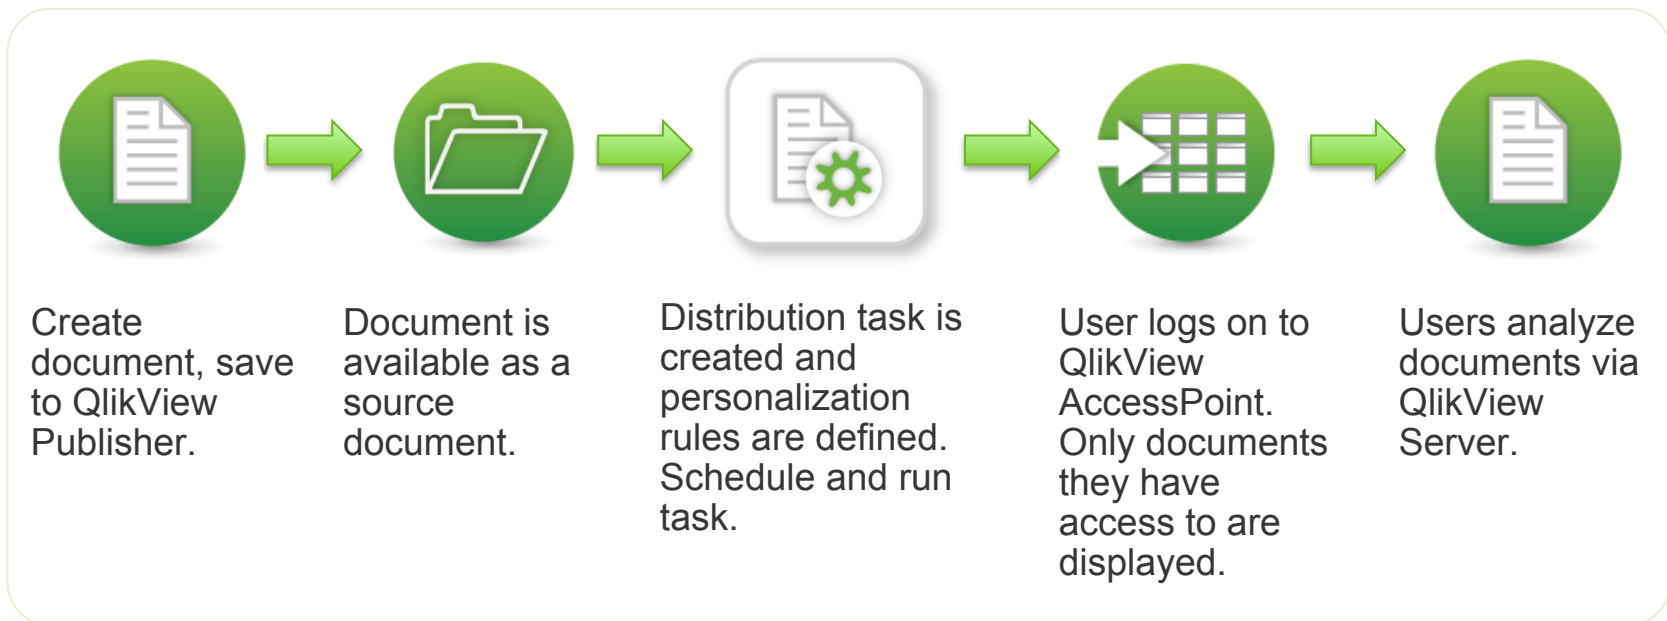 Create
document, save
to QlikView
Publisher.
Document is
available as a
source
document.
Distribution task is
created and
personalization
rules are defined.
Schedule and run
task.
User logs on to
QlikView
AccessPoint.
Only documents
they have
access to are
displayed.
Users analyze
documents via
QlikView
Server.